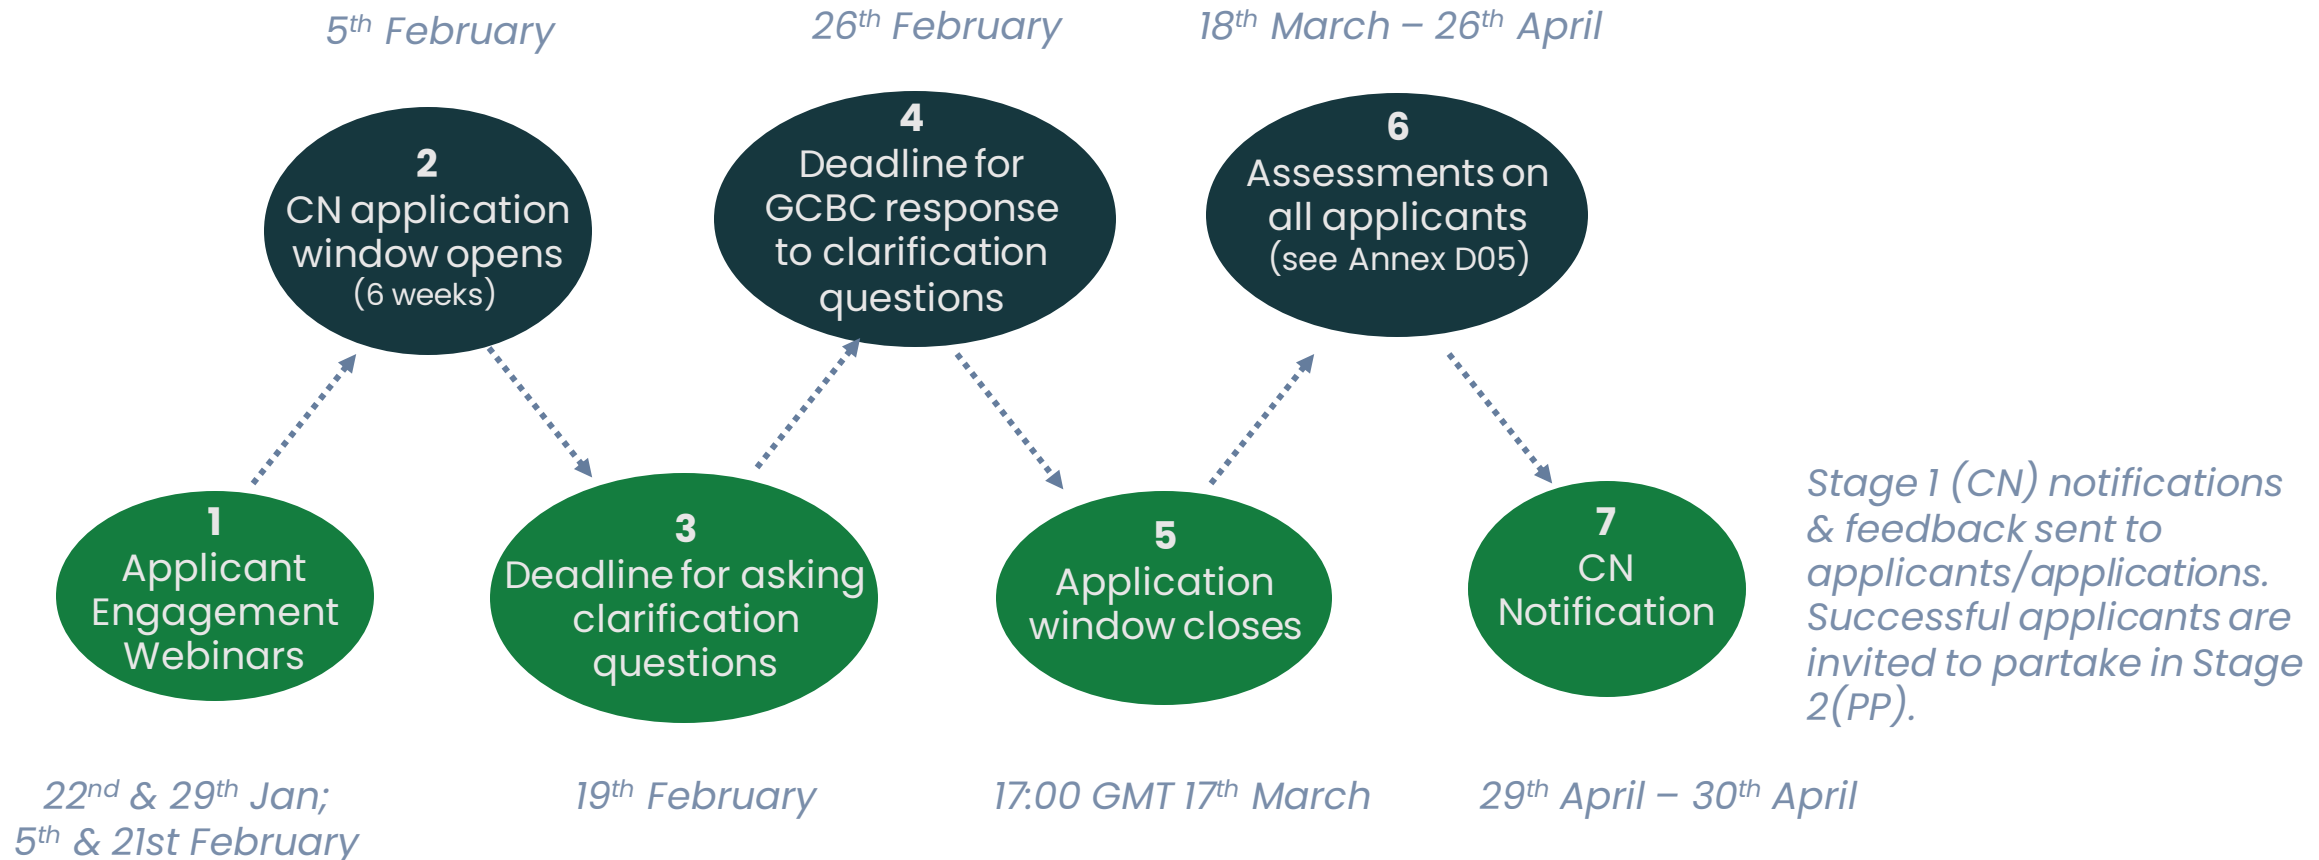 5th February
26th February
18th March – 26th April
2
CN application
window opens
(6 weeks)
4
Deadline for
GCBC response
to clarification
questions
6
Assessments on
all applicants
(see Annex D05)
1
Applicant
Engagement
Webinars
3
Deadline for asking
clarification
questions
5
Application
window closes
7
CN
Notification
Stage 1 (CN) notifications
& feedback sent to
applicants/applications.
Successful applicants are
invited to partake in Stage
2(PP).
22nd & 29th Jan;
5th & 21st February
19th February
17:00 GMT 17th March
29th April – 30th April